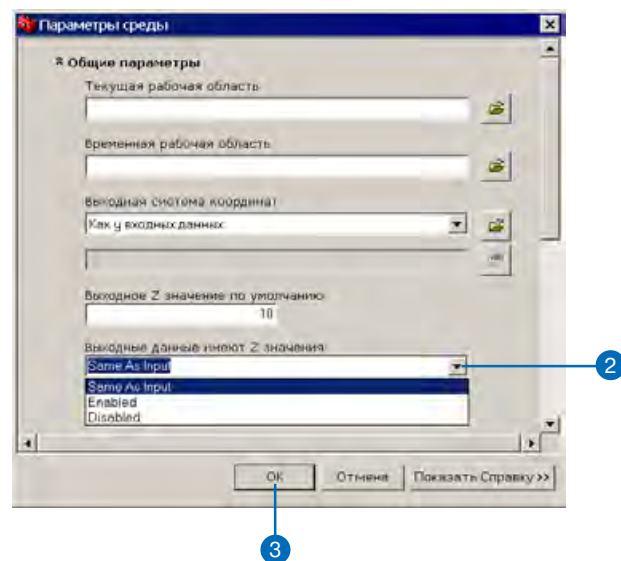 Параметры среды
Общие параметры
Текущая рабочая область
Временная рабочая область
Выходная система координат
Как у входных данных
Выходное Z значение по умолчанию
10
Выходные данные имеют Z значения
Same As Input
2
Same As Input
Enabled
Disabled
OK Отмена Показать Справку >>
3